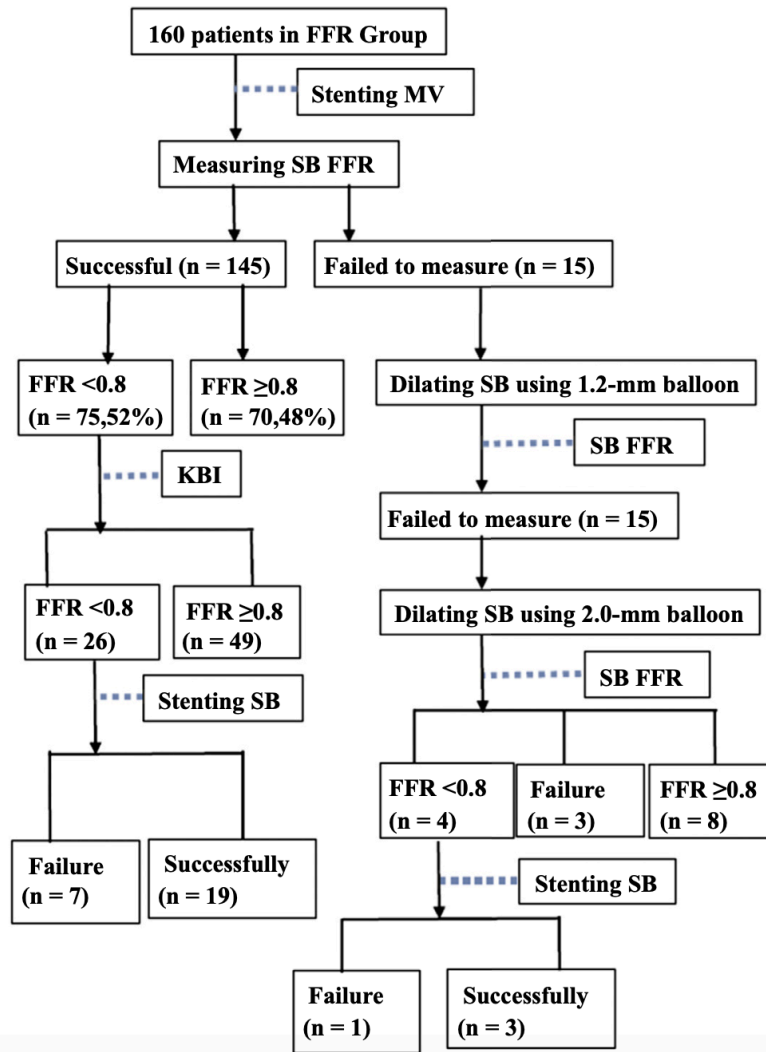 160 patients in FFR Group
Stenting MV
Measuring SB FFR
Successful (n = 145)
Failed to measure (n = 15)
FFR <0.8
(n = 75,52%)
FFR ≥0.8
(n = 70,48%)
Dilating SB using 1.2-mm balloon
SB FFR
KBI
Failed to measure (n = 15)
FFR <0.8
(n = 26)
FFR ≥0.8
(n = 49)
Dilating SB using 2.0-mm balloon
SB FFR
Stenting SB
FFR <0.8
(n = 4)
Failure
(n = 3)
FFR ≥0.8
(n = 8)
Failure
(n = 7)
Successfully
(n = 19)
Stenting SB
Failure
(n = 1)
Successfully
(n = 3)